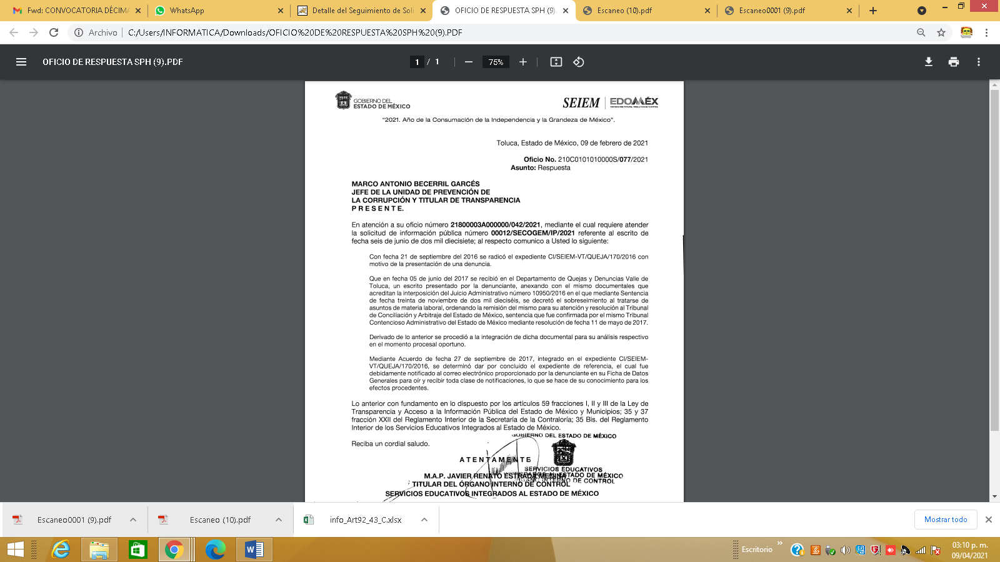 Fwd: CONVOCATORIA DÉCIMA
WhatsApp
Detalle del Seguimiento de Soli
OFICIO DE RESPUESTA SPH (9).
Escaneo (10).pdf
Escaneo0001 (9).pdf
Archivo | C:/Users/INFORMATICA/Downloads/OFICIO%20DE%20RESPUESTA%20SPH%20(9).PDF
OFICIO DE RESPUESTA SPH (9).PDF
1 / 1
75%
GOBIERNO DEL
ESTADO DE MÉXICO
SEIEM
EDOMÉX
"2021. Año de la Consumación de la Independencia y la Grandeza de México".
Toluca, Estado de México, 09 de febrero de 2021
Oficio No. 210C0101010000S/077/2021
Asunto: Respuesta
MARCO ANTONIO BECERRIL GARCÉS
JEFE DE LA UNIDAD DE PREVENCIÓN DE
LA CORRUPCIÓN Y TITULAR DE TRANSPARENCIA
P R E S E N T E.
En atención a su oficio número 21800003A000000/042/2021, mediante el cual requiere atender
la solicitud de información pública número 00012/SECOGEM/IP/2021 referente al escrito de
fecha seis de junio de dos mil diecisiete; al respecto comunico a Usted lo siguiente:
Con fecha 21 de septiembre del 2016 se radicó el expediente CI/SEIEM-VT/QUEJA/170/2016 con
motivo de la presentación de una denuncia.
Que en fecha 05 de junio del 2017 se recibió en el Departamento de Quejas y Denuncias Valle de
Toluca, un escrito presentado por la denunciante, anexando con el mismo documentales que
acreditan la interposición del Juicio Administrativo número 10950/2016 en el que mediante Sentencia
de fecha treinta de noviembre de dos mil dieciséis, se decretó el sobreseimiento al tratarse de
asuntos de materia laboral, ordenando la remisión del mismo para su atención y resolución al Tribunal
de Conciliación y Arbitraje del Estado de México, sentencia que fue confirmada por el mismo Tribunal
Contencioso Administrativo del Estado de México mediante resolución de fecha 11 de mayo de 2017.
Derivado de lo anterior se procedió a la integración de dicha documental para su análisis respectivo
en el momento procesal oportuno.
Mediante Acuerdo de fecha 27 de septiembre de 2017, integrado en el expediente CI/SEIEM-
VT/QUEJA/170/2016, se determinó dar por concluido el expediente de referencia, el cual fue
debidamente notificado al correo electrónico proporcionado por la denunciante en su Ficha de Datos
Generales para oír y recibir toda clase de notificaciones, lo que se hace de su conocimiento para los
efectos procedentes.
Lo anterior con fundamento en lo dispuesto por los artículos 59 fracciones I, II y III de la Ley de
Transparencia y Acceso a la Información Pública del Estado de México y Municipios; 35 y 37
fracción XXII del Reglamento Interior de la Secretaría de la Contraloría; 35 Bis. del Reglamento
Interior de los Servicios Educativos Integrados al Estado de México.
GOBIERNO DEL ESTADO DE MÉXICO
Reciba un cordial saludo.
A T E N T A M E N T E
SERVICIOS EDUCATIVOS
INTEGRADOS AL ESTADO DE MÉXICO
ÓRGANO INTERNO DE CONTROL
M.A.P. JAVIER RENATO ESTRADA MEDINA
TITULAR DEL ÓRGANO INTERNO DE CONTROL
SERVICIOS EDUCATIVOS INTEGRADOS AL ESTADO DE MÉXICO
Escaneo0001 (9).pdf
Escaneo (10).pdf
info_Art92_43_C.xlsx
Mostrar todo
Escritorio
03:10 p. m.
09/04/2021